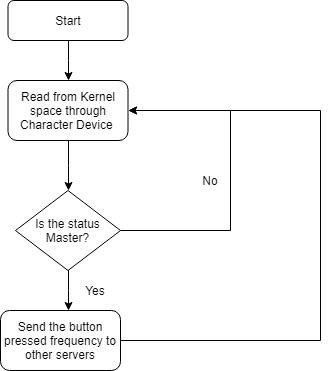 Start
Read from Kernel
space through
Character Device
No
Is the status
Master?
Yes
Send the button
pressed frequency to
other servers